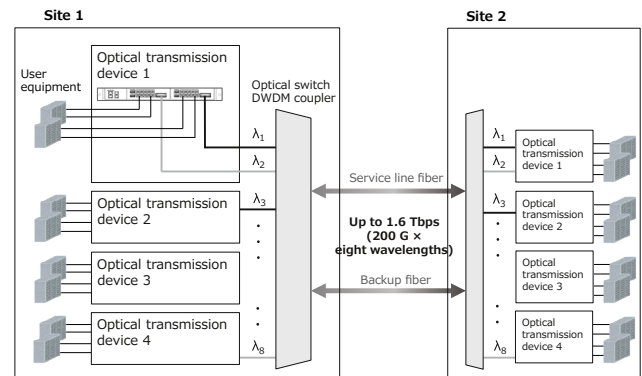 Site 1
Site 2
User
equipment
Optical transmission
device 1
Optical switch
DWDM coupler
λ1
λ2
λ3
λ8
Optical transmission
device 2
Optical transmission
device 3
Optical transmission
device 4
Service line fiber
Up to 1.6 Tbps
(200 G ×
eight wavelengths)
Backup fiber
λ1
λ2
λ3
λ8
Optical
transmission
device 1
Optical
transmission
device 2
Optical
transmission
device 3
Optical
transmission
device 4